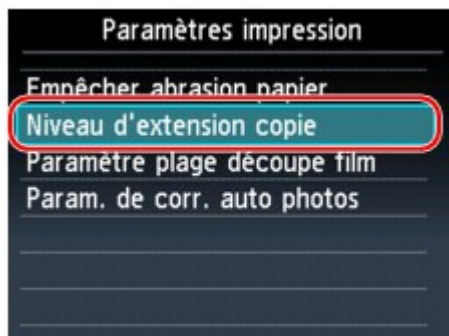 Paramètres impression
Empêcher abrasion papier
Niveau d'extension copie
Paramètre plage découpe film
Param. de corr. auto photos